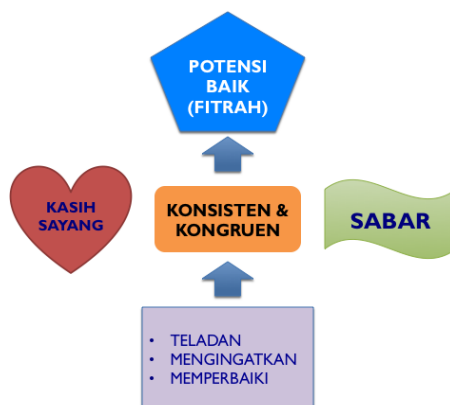 POTENSI
BAIK
(FITRAH)
KASIH
SAYANG
KONSISTEN &
KONGRUEN
SABAR
• TELADAN
• MENGINGATKAN
• MEMPERBAIKI